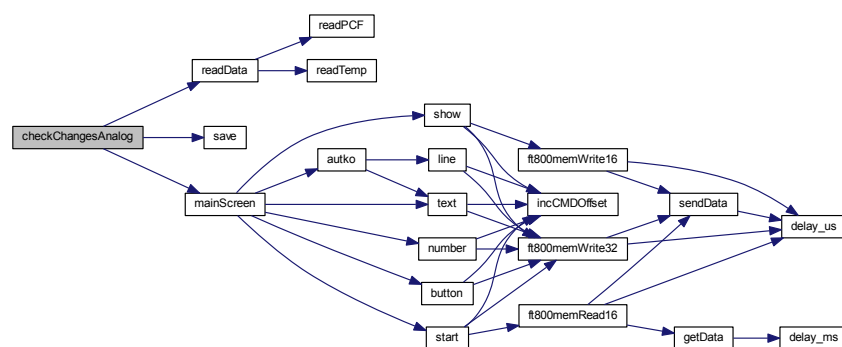 readPCF
readData
readTemp
checkChangesAnalog
save
mainScreen
show
autko
line
text
number
button
start
ft800memWrite16
incCMDOffset
ft800memWrite32
ft800memRead16
sendData
getData
delay_us
delay_ms